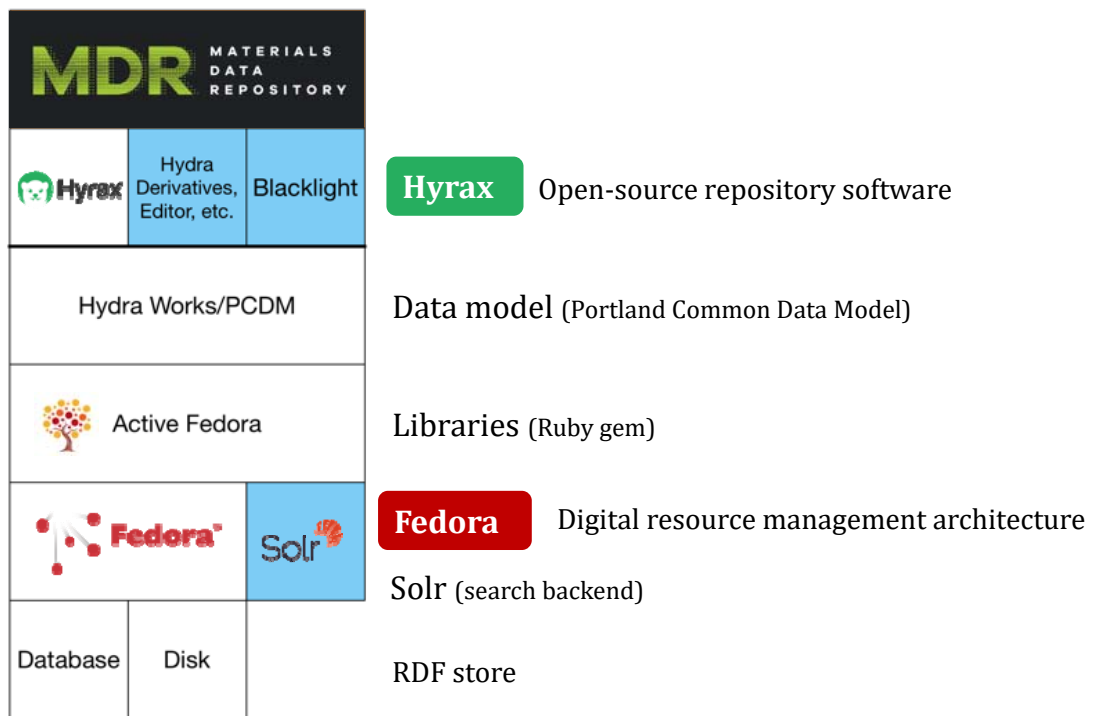 MDR MATERIALS
DATA
REPOSITORY
Hyrax
Hydra
Derivatives,
Editor, etc.
Blacklight
Hyrax Open-source repository software
Hydra Works/PCDM
Data model (Portland Common Data Model)
Active Fedora
Libraries (Ruby gem)
Fedora™
Solr
Fedora Digital resource management architecture
Solr (search backend)
Database
Disk
RDF store